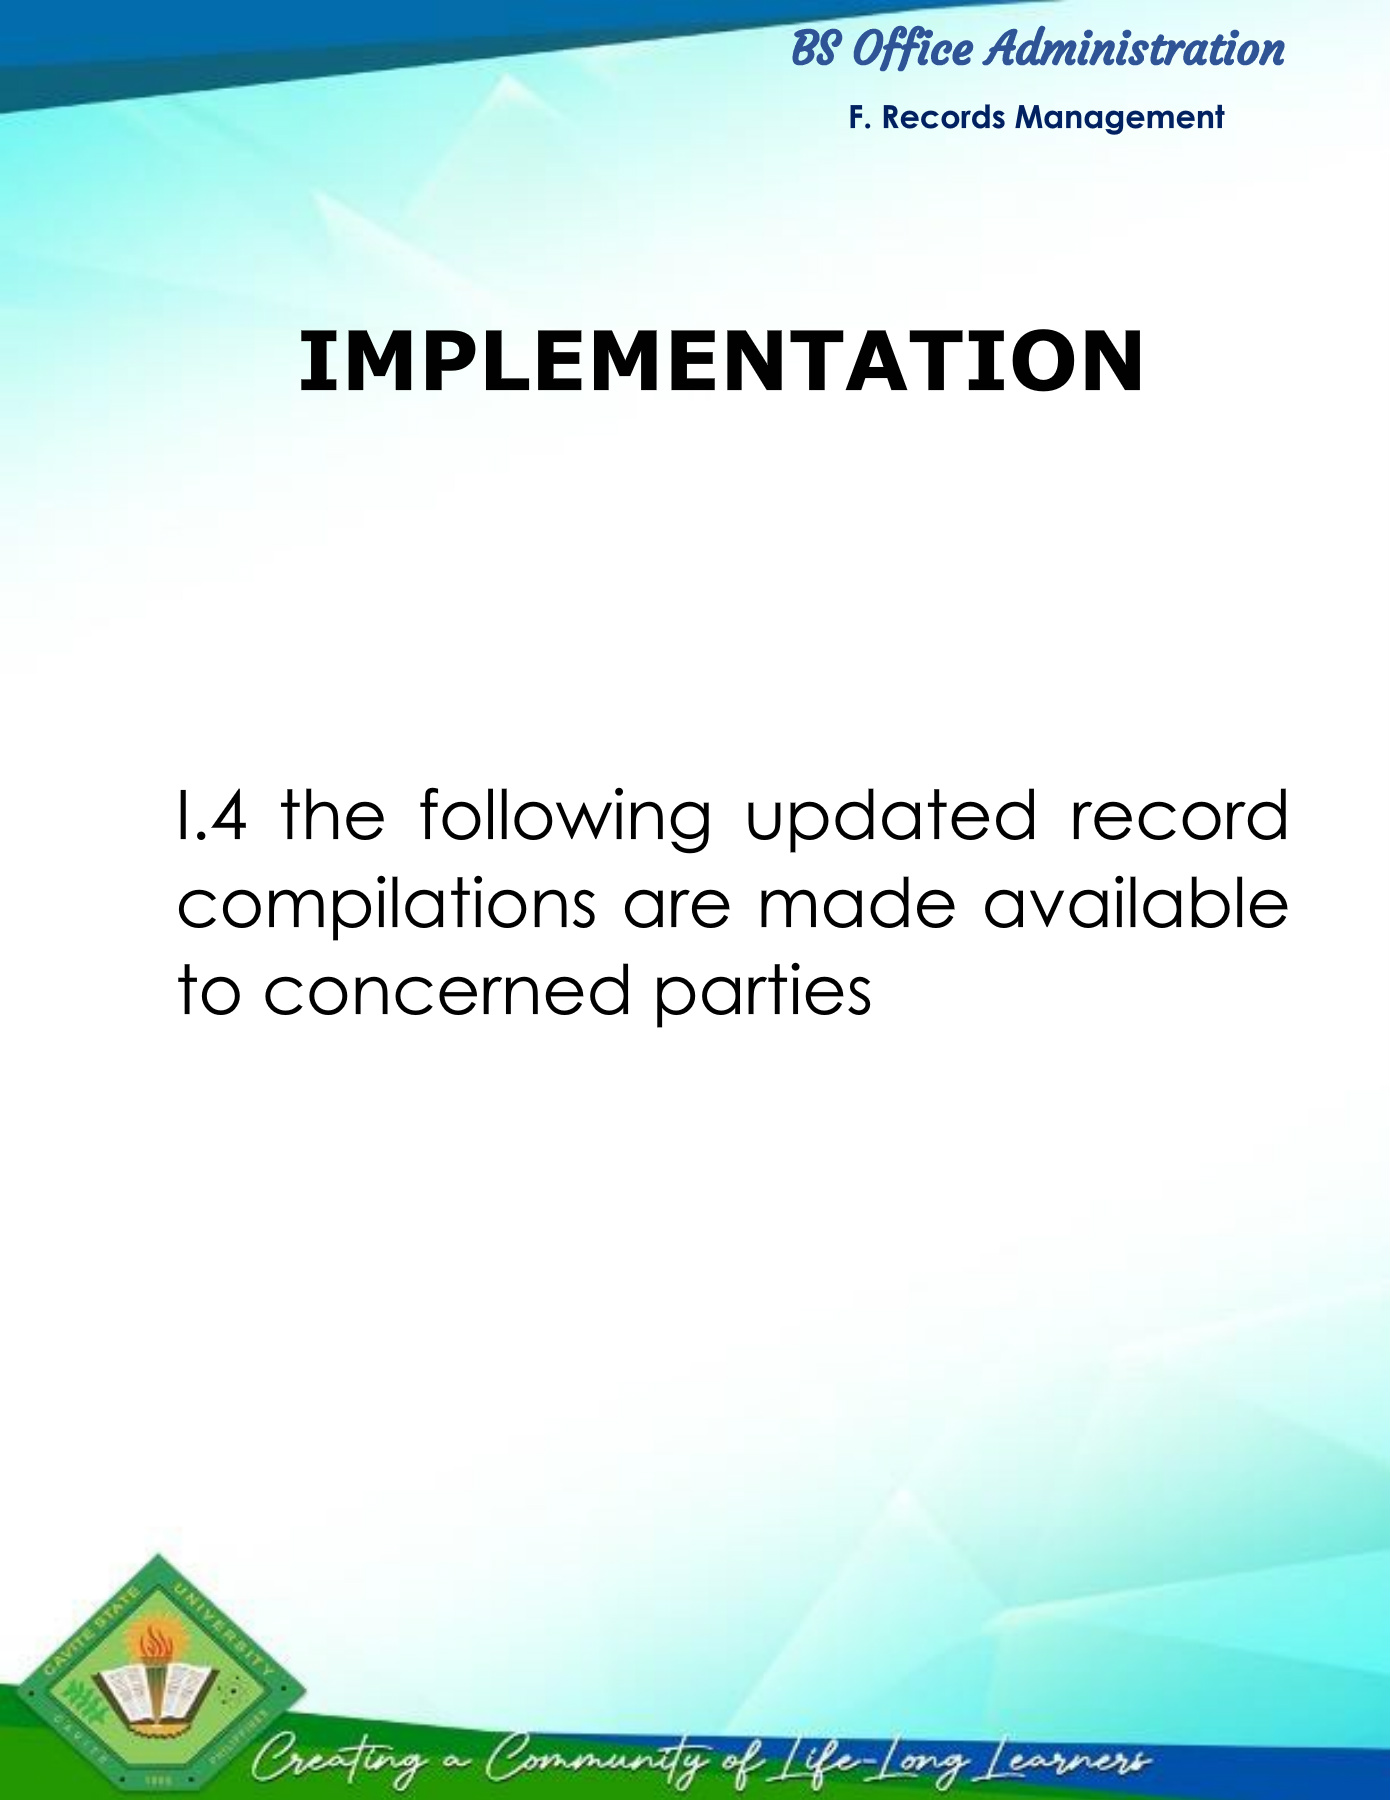 BS Office Administration
F. Records Management
IMPLEMENTATION
I.4 the following updated record
compilations are made available
to concerned parties
CAVITE STATE UNIVERSITY
CAVITE PHILIPPINES
1906
Creating a Community of Life-Long Learners